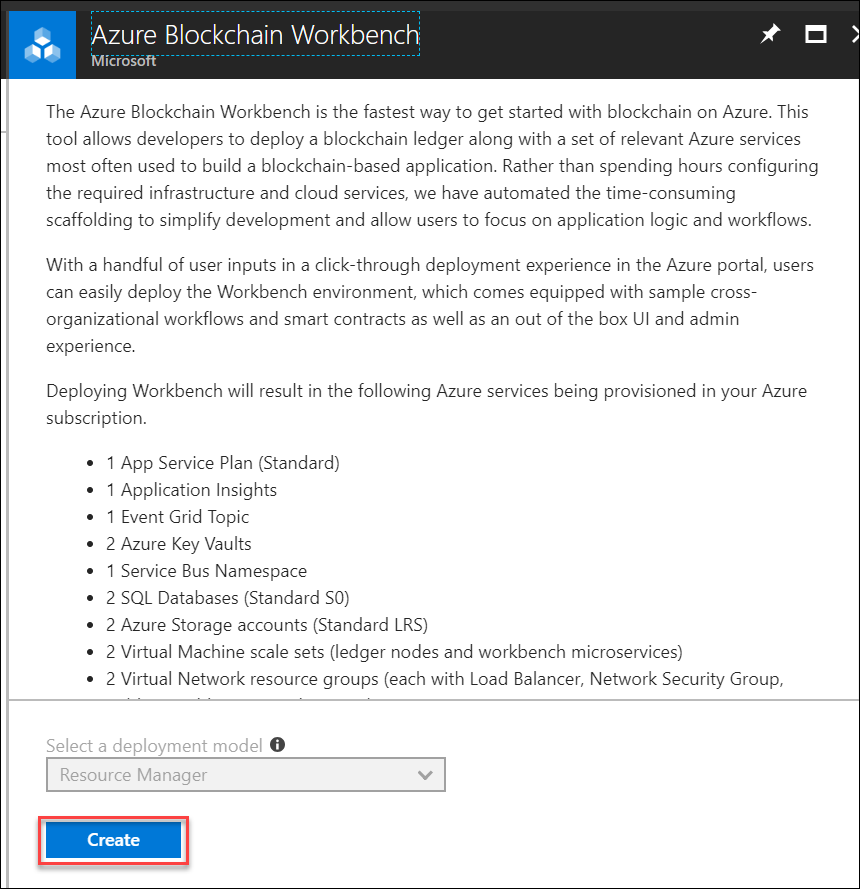 Azure Blockchain Workbench
Microsoft
The Azure Blockchain Workbench is the fastest way to get started with blockchain on Azure. This
tool allows developers to deploy a blockchain ledger along with a set of relevant Azure services
most often used to build a blockchain-based application. Rather than spending hours configuring
the required infrastructure and cloud services, we have automated the time-consuming
scaffolding to simplify development and allow users to focus on application logic and workflows.
With a handful of user inputs in a click-through deployment experience in the Azure portal, users
can easily deploy the Workbench environment, which comes equipped with sample cross-
organizational workflows and smart contracts as well as an out of the box UI and admin
experience.
Deploying Workbench will result in the following Azure services being provisioned in your Azure
subscription.
• 1 App Service Plan (Standard)
• 1 Application Insights
• 1 Event Grid Topic
• 2 Azure Key Vaults
• 1 Service Bus Namespace
• 2 SQL Databases (Standard S0)
• 2 Azure Storage accounts (Standard LRS)
• 2 Virtual Machine scale sets (ledger nodes and workbench microservices)
• 2 Virtual Network resource groups (each with Load Balancer, Network Security Group,
Select a deployment model
Resource Manager
Create